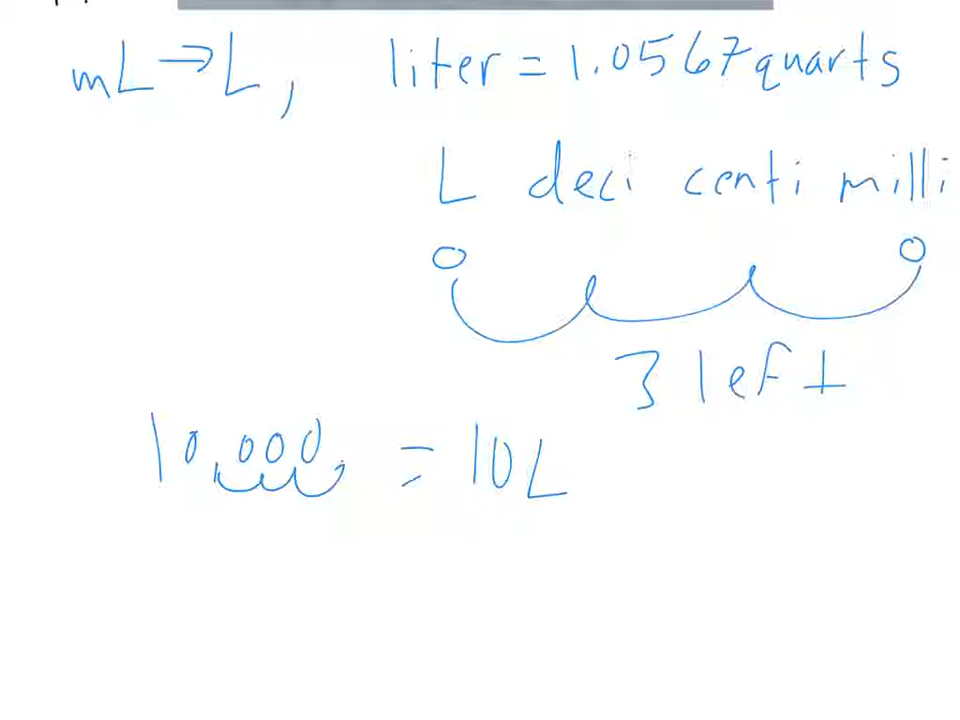 mL → L, liter = 1.0567 quarts
L deci centi milli
3 left
10,000. = 10L